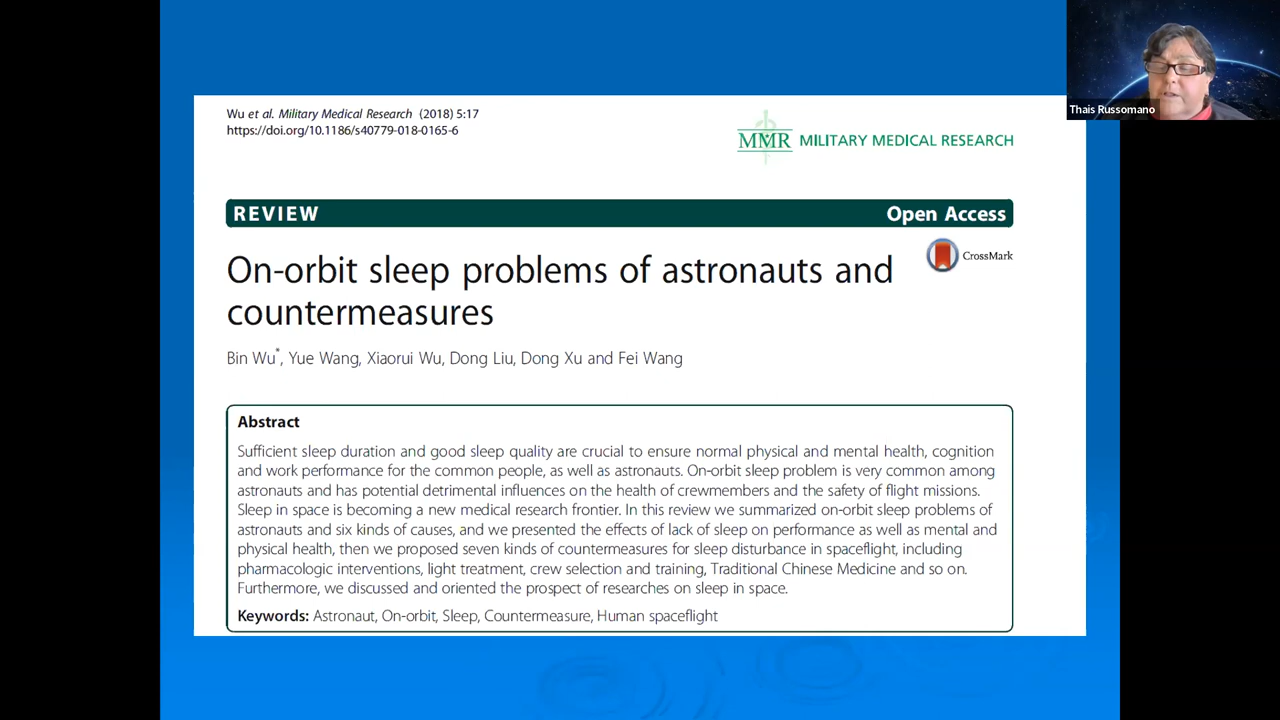 Wu et al. Military Medical Research (2018) 5:17
https://doi.org/10.1186/s40779-018-0165-6
MMR MILITARY MEDICAL RESEARCH
Thais Russomano
REVIEW Open Access
On-orbit sleep problems of astronauts and
countermeasures
CrossMark
Bin Wu*, Yue Wang, Xiaorui Wu, Dong Liu, Dong Xu and Fei Wang
Abstract
Sufficient sleep duration and good sleep quality are crucial to ensure normal physical and mental health, cognition
and work performance for the common people, as well as astronauts. On-orbit sleep problem is very common among
astronauts and has potential detrimental influences on the health of crewmembers and the safety of flight missions.
Sleep in space is becoming a new medical research frontier. In this review we summarized on-orbit sleep problems of
astronauts and six kinds of causes, and we presented the effects of lack of sleep on performance as well as mental and
physical health, then we proposed seven kinds of countermeasures for sleep disturbance in spaceflight, including
pharmacologic interventions, light treatment, crew selection and training, Traditional Chinese Medicine and so on.
Furthermore, we discussed and oriented the prospect of researches on sleep in space.
Keywords: Astronaut, On-orbit, Sleep, Countermeasure, Human spaceflight